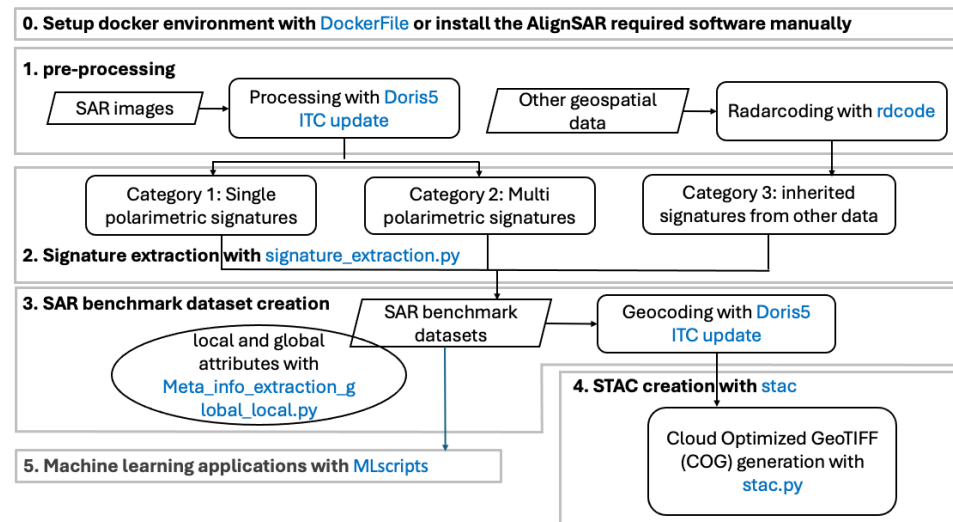 0. Setup docker environment with DockerFile or install the AlignSAR required software manually
1. pre-processing
SAR images
Processing with Doris5
ITC update
Other geospatial
data
Radarcoding with rdcode
Category 1: Single
polarimetric signatures
Category 2: Multi
polarimetric signatures
Category 3: inherited
signatures from other data
2. Signature extraction with signature_extraction.py
3. SAR benchmark dataset creation
SAR benchmark
datasets
Geocoding with Doris5
ITC update
local and global
attributes with
Meta_info_extraction_g
lobal_local.py
4. STAC creation with stac
Cloud Optimized GeoTIFF
(COG) generation with
stac.py
5. Machine learning applications with MLscripts